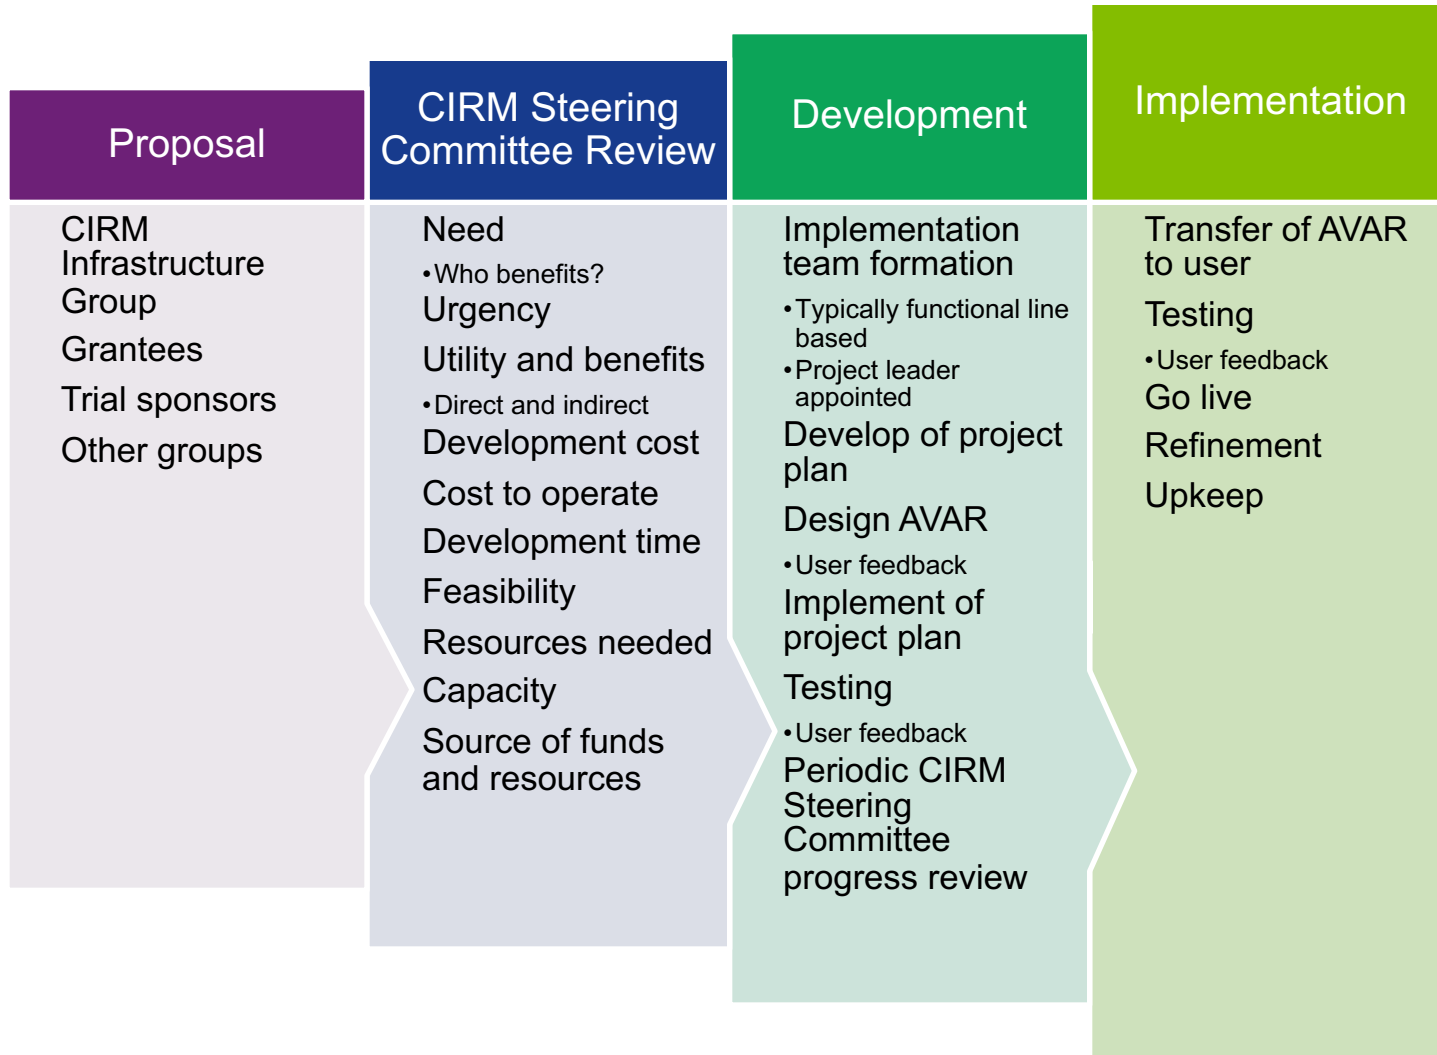 Proposal
CIRM
Infrastructure
Group
Grantees
Trial sponsors
Other groups
CIRM Steering
Committee Review
Need
•Who benefits?
Urgency
Utility and benefits
•Direct and indirect
Development cost
Cost to operate
Development time
Feasibility
Resources needed
Capacity
Source of funds
and resources
Development
Implementation
team formation
•Typically functional line
based
•Project leader
appointed
Develop of project
plan
Design AVAR
•User feedback
Implement of
project plan
Testing
•User feedback
Periodic CIRM
Steering
Committee
progress review
Implementation
Transfer of AVAR
to user
Testing
•User feedback
Go live
Refinement
Upkeep